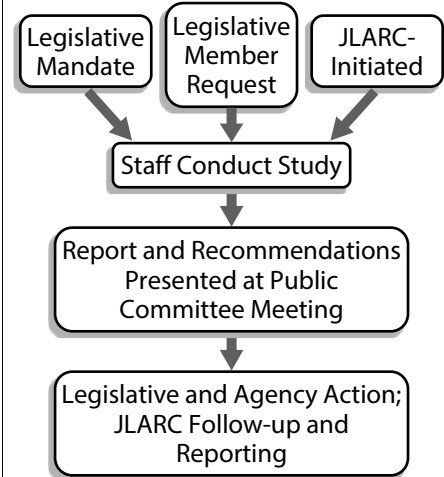 Legislative
Mandate
Legislative
Member
Request
JLARC-
Initiated
Staff Conduct Study
Report and Recommendations
Presented at Public
Committee Meeting
Legislative and Agency Action;
JLARC Follow-up and
Reporting